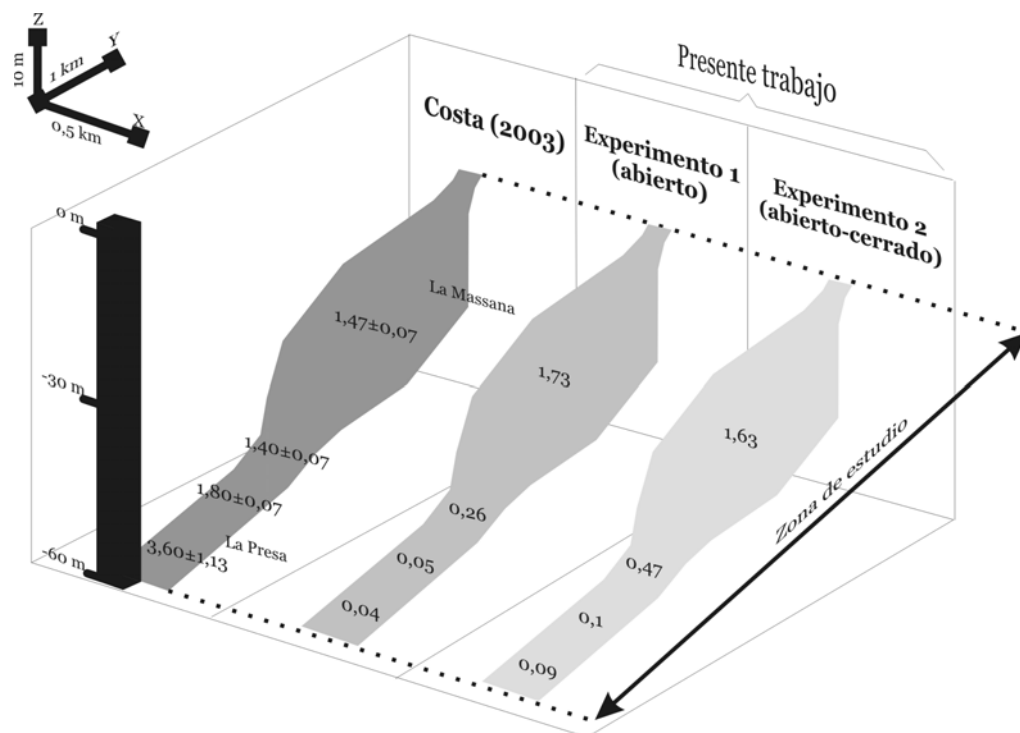 Z
10 m
Y
1 km
X
0,5 km
Presente trabajo
Costa (2003)
Experimento 1
(abierto)
Experimento 2
(abierto-cerrado)
0 m
-30 m
-60 m
La Massana
1,47±0,07
1,40±0,07
1,80±0,07
3,60±1,13
La Presa
1,73
0,26
0,05
0,04
1,63
0,47
0,1
0,09
Zona de estudio